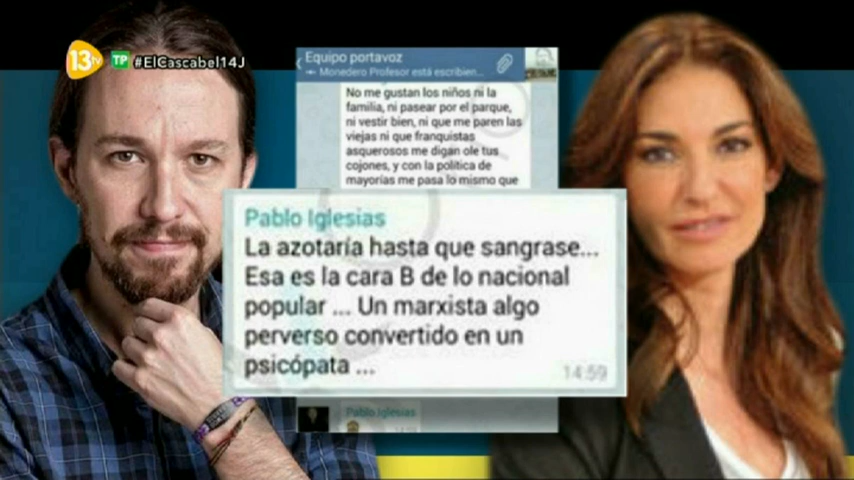 13tv TP #ElCascabel14J
Equipo portavoz
Monedero Profesor está escribien...
No me gustan los niños ni la
familia, ni pasear por el parque,
ni vestir bien, ni que me paren las
viejas ni que franquistas
asquerosos me digan ole tus
cojones, y con la política de
mayorías me pasa lo mismo que
Pablo Iglesias
La azotaría hasta que sangrase...
Esa es la cara B de lo nacional
popular ... Un marxista algo
perverso convertido en un
psicópata ...
14:59
Pablo Iglesias